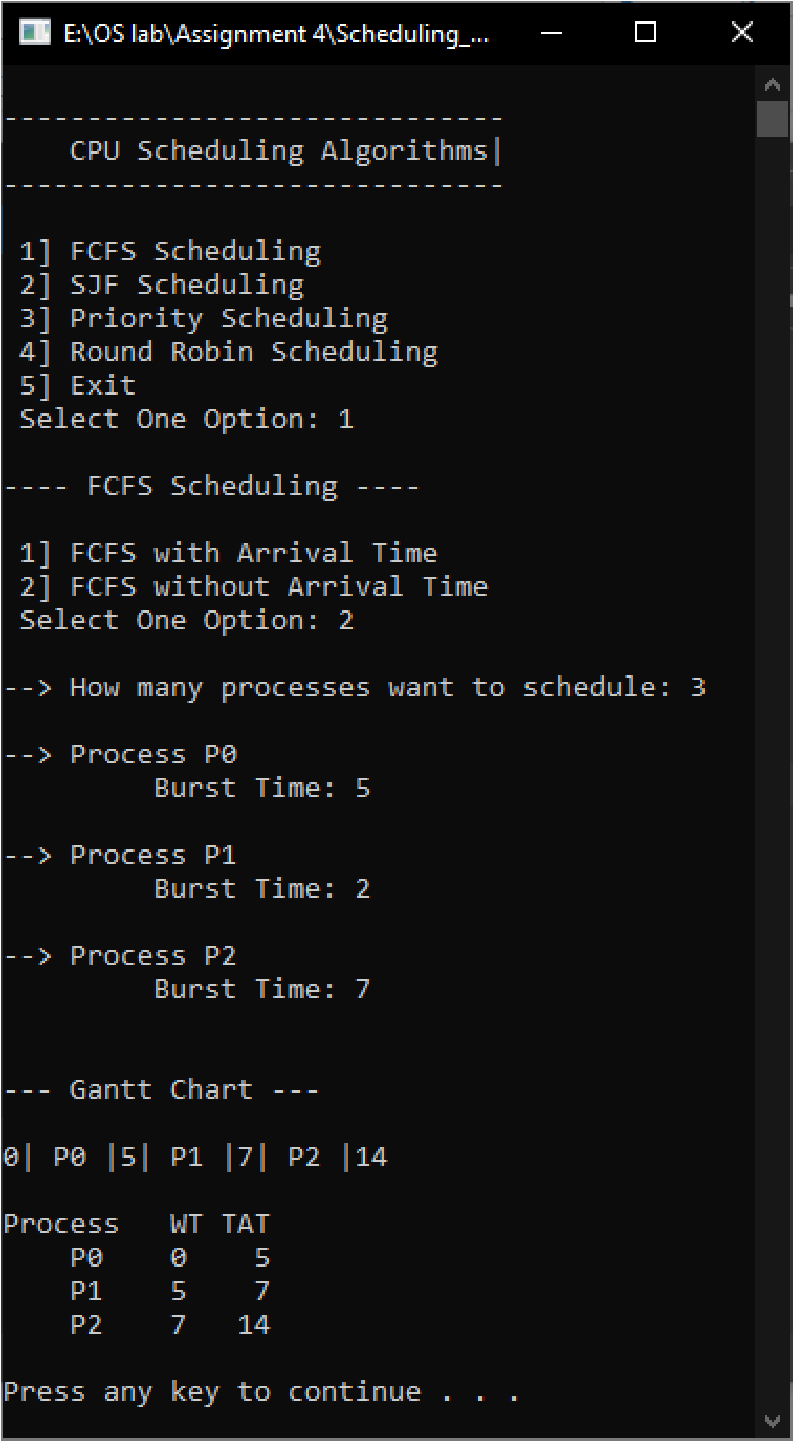 E:\OS lab\Assignment 4\Scheduling_...
------------------------------
    CPU Scheduling Algorithms|
------------------------------
 1] FCFS Scheduling
 2] SJF Scheduling
 3] Priority Scheduling
 4] Round Robin Scheduling
 5] Exit
 Select One Option: 1
---- FCFS Scheduling ----
 1] FCFS with Arrival Time
 2] FCFS without Arrival Time
 Select One Option: 2
--> How many processes want to schedule: 3
--> Process P0
         Burst Time: 5
--> Process P1
         Burst Time: 2
--> Process P2
         Burst Time: 7
--- Gantt Chart ---
0| P0 |5| P1 |7| P2 |14
Process   WT TAT
    P0    0    5
    P1    5    7
    P2    7   14
Press any key to continue . . .